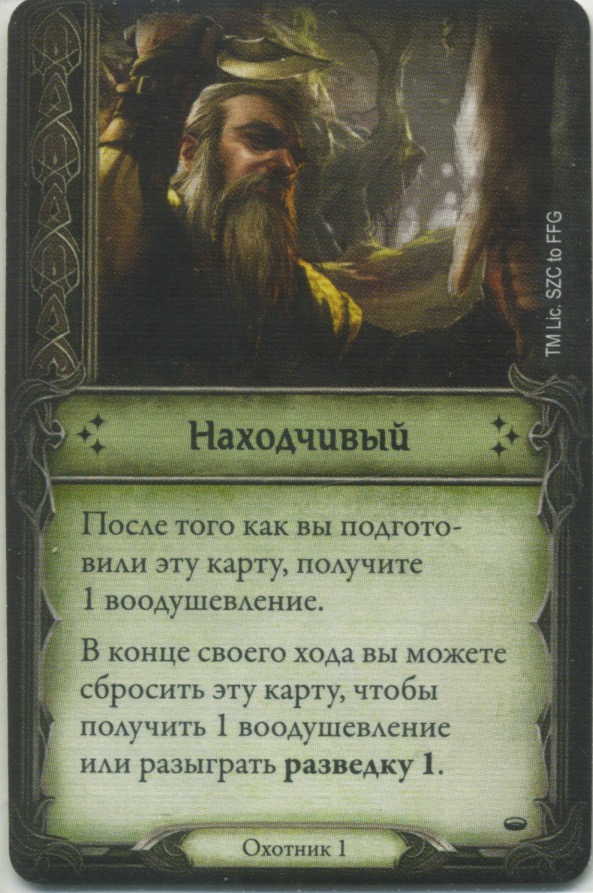 TM Lic. SZC to FFG
Находчивый
После того как вы подгото-
вили эту карту, получите
1 воодушевление.
В конце своего хода вы можете
сбросить эту карту, чтобы
получить 1 воодушевление
или разыграть разведку 1.
Охотник 1